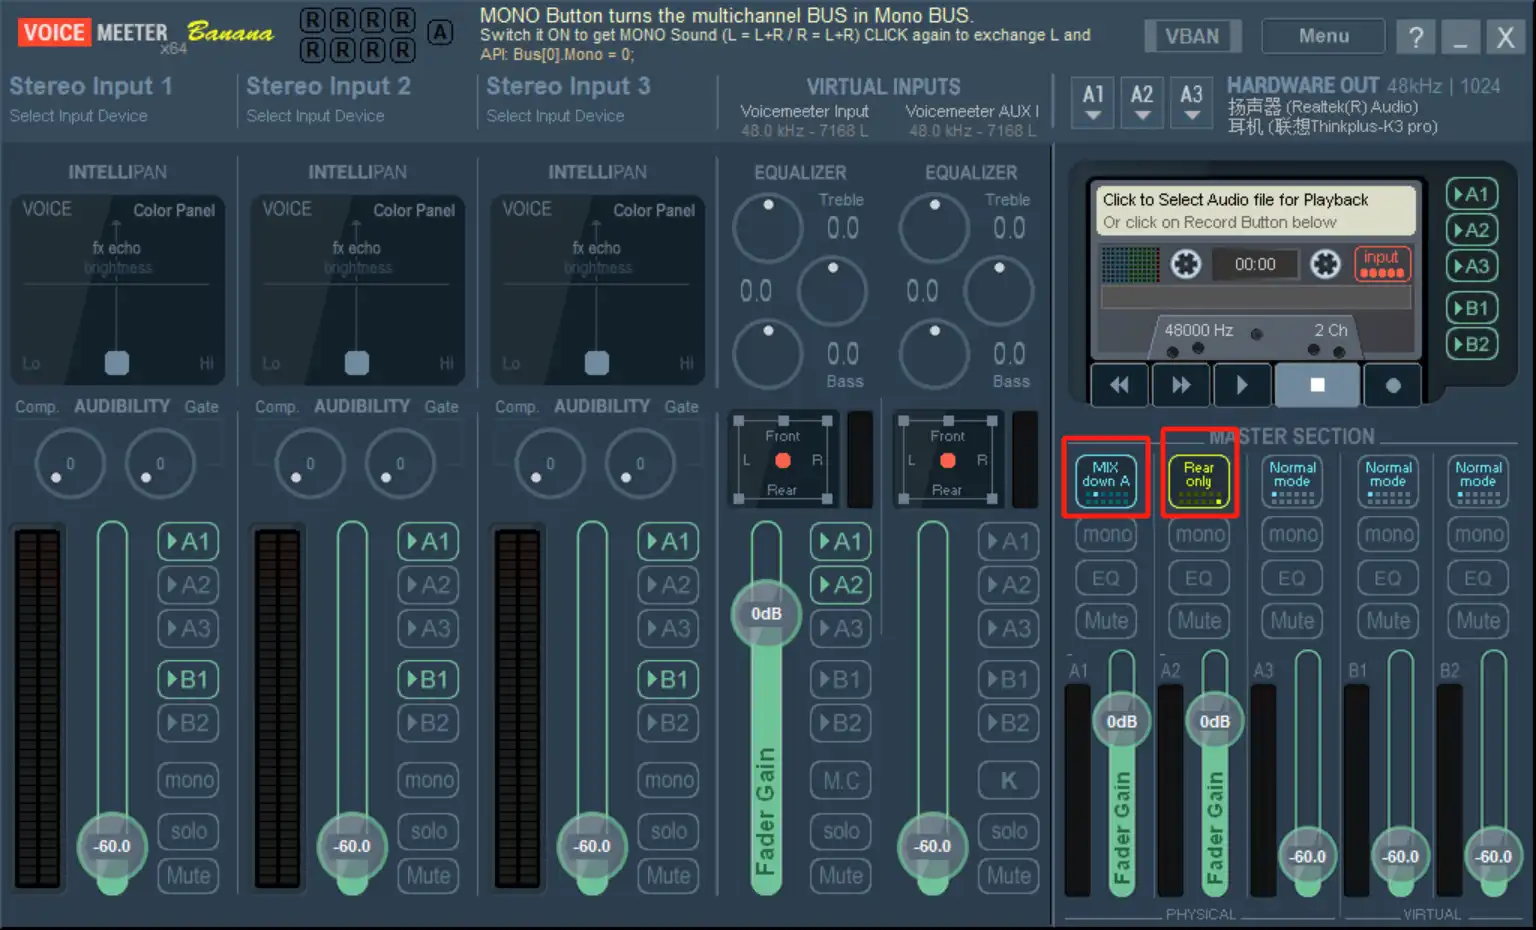 VOICE MEETER Banana
x64
R R R R
R R R R
A
MONO Button turns the multichannel BUS in Mono BUS.
Switch it ON to get MONO Sound (L = L+R / R = L+R) CLICK again to exchange L and
API: Bus[0].Mono = 0;
VBAN
Menu
?
_
X
Stereo Input 1
Select Input Device
Stereo Input 2
Select Input Device
Stereo Input 3
Select Input Device
VIRTUAL INPUTS
Voicemeeter Input
48.0 kHz - 7168 L
Voicemeeter AUX I
48.0 kHz - 7168 L
A1
A2
A3
HARDWARE OUT 48kHz | 1024
扬声器 (Realtek(R) Audio)
耳机 (联想Thinkplus-K3 pro)
INTELLIPAN
VOICE
Color Panel
fx echo
brightness
Lo
Hi
INTELLIPAN
VOICE
Color Panel
fx echo
brightness
Lo
Hi
INTELLIPAN
VOICE
Color Panel
fx echo
brightness
Lo
Hi
EQUALIZER
Treble
0.0
0.0
0.0
Bass
EQUALIZER
Treble
0.0
0.0
0.0
Bass
Click to Select Audio file for Playback
Or click on Record Button below
00:00
input
48000 Hz
2 Ch
A1
A2
A3
B1
B2
Comp. AUDIBILITY Gate
0
0
Comp. AUDIBILITY Gate
0
0
Comp. AUDIBILITY Gate
0
0
Front
L
R
Rear
Front
L
R
Rear
-60.0
A1
A2
A3
B1
B2
mono
solo
Mute
-60.0
A1
A2
A3
B1
B2
mono
solo
Mute
-60.0
A1
A2
A3
B1
B2
mono
solo
Mute
0dB
Fader Gain
A1
A2
A3
B1
B2
M.C
solo
Mute
-60.0
A1
A2
A3
B1
B2
K
solo
Mute
MASTER SECTION
MIX
down A
mono
EQ
Mute
A1
0dB
Fader Gain
Rear
only
mono
EQ
Mute
A2
0dB
Fader Gain
Normal
mode
mono
EQ
Mute
A3
-60.0
Normal
mode
mono
EQ
Mute
B1
-60.0
Normal
mode
mono
EQ
Mute
B2
-60.0
PHYSICAL
VIRTUAL